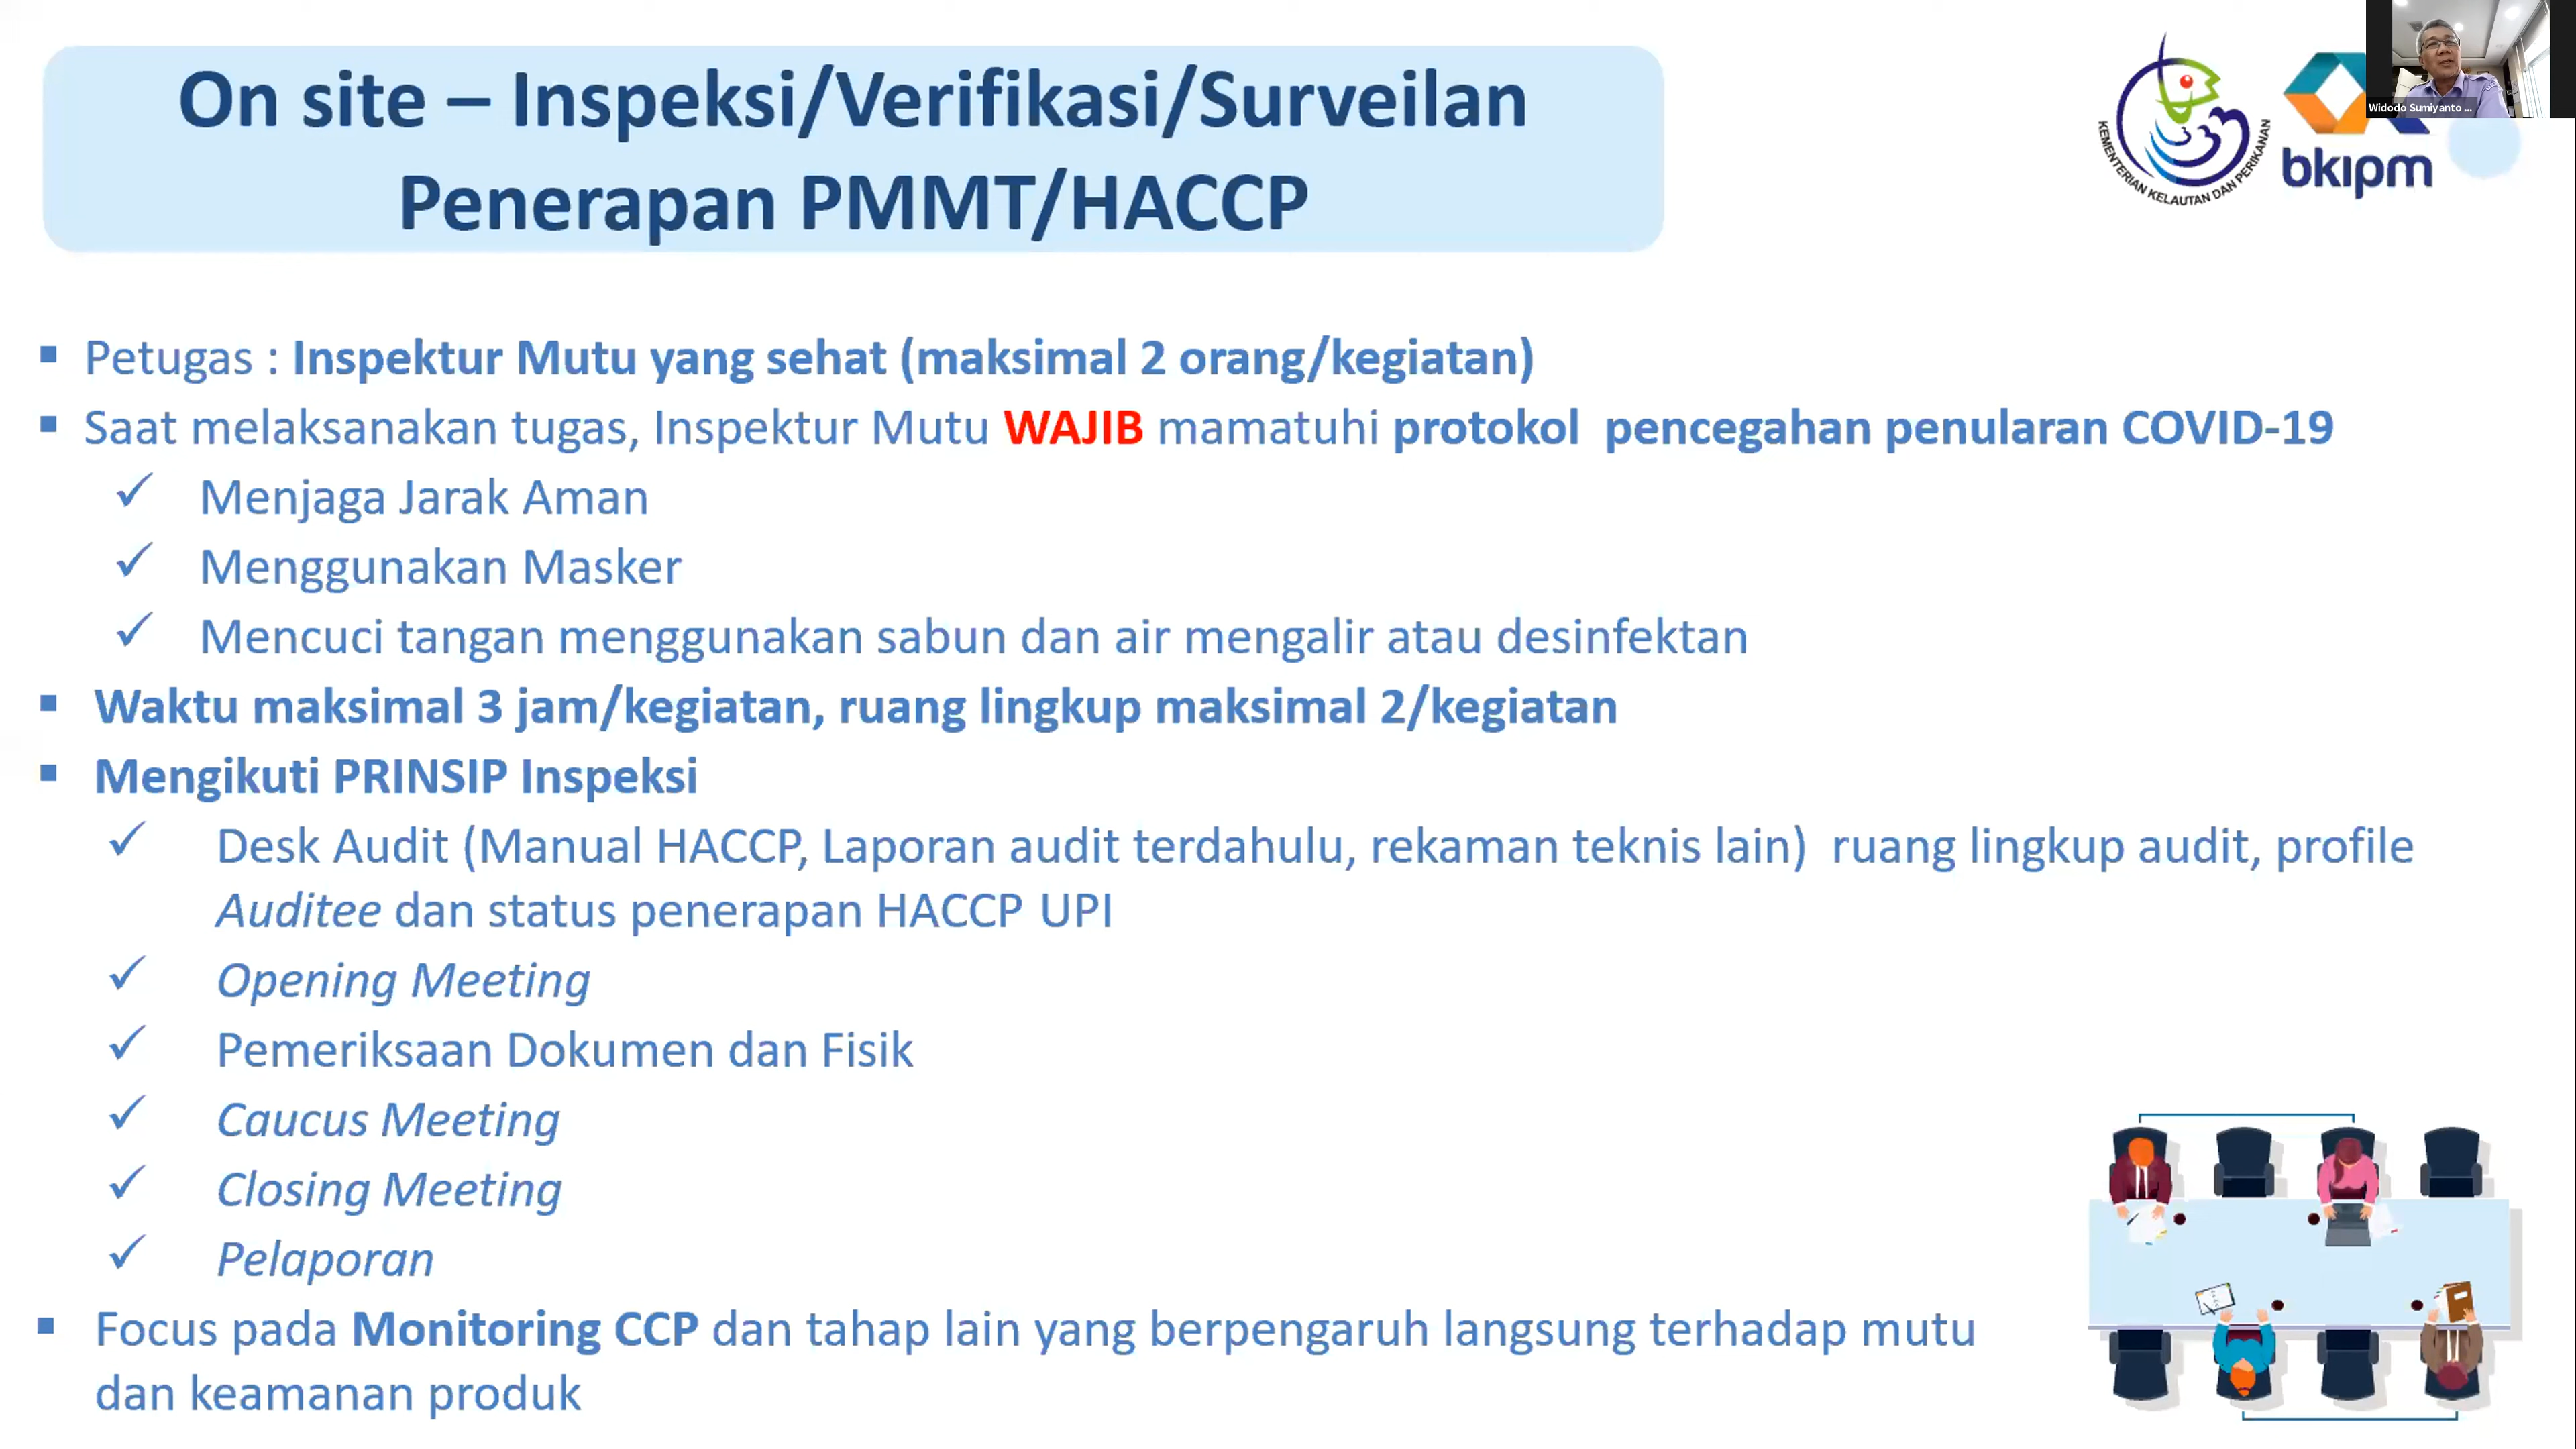 On site – Inspeksi/Verifikasi/Surveilan
Penerapan PMMT/HACCP
KEMENTERIAN KELAUTAN DAN PERIKANAN
bkipm
Widodo Sumiyanto ...
▪ Petugas : Inspektur Mutu yang sehat (maksimal 2 orang/kegiatan)
▪ Saat melaksanakan tugas, Inspektur Mutu WAJIB mamatuhi protokol pencegahan penularan COVID-19
✓ Menjaga Jarak Aman
✓ Menggunakan Masker
✓ Mencuci tangan menggunakan sabun dan air mengalir atau desinfektan
▪ Waktu maksimal 3 jam/kegiatan, ruang lingkup maksimal 2/kegiatan
▪ Mengikuti PRINSIP Inspeksi
✓ Desk Audit (Manual HACCP, Laporan audit terdahulu, rekaman teknis lain) ruang lingkup audit, profile
Auditee dan status penerapan HACCP UPI
✓ Opening Meeting
✓ Pemeriksaan Dokumen dan Fisik
✓ Caucus Meeting
✓ Closing Meeting
✓ Pelaporan
▪ Focus pada Monitoring CCP dan tahap lain yang berpengaruh langsung terhadap mutu
dan keamanan produk